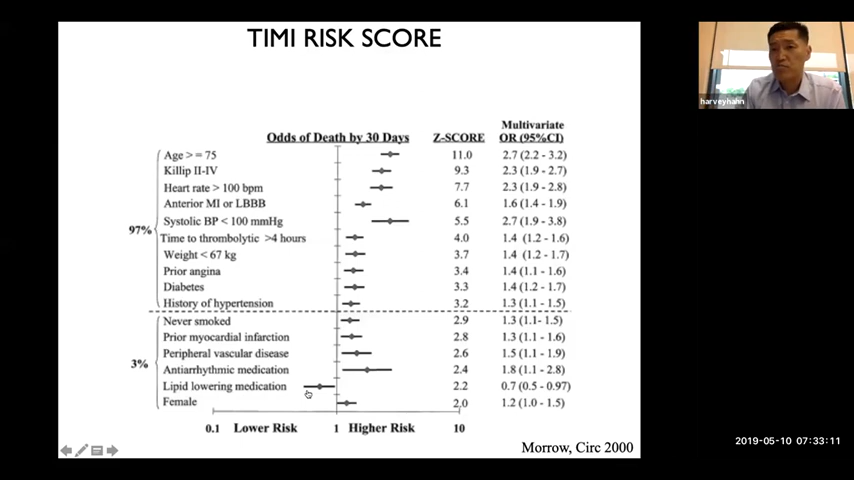 TIMI RISK SCORE
harveyhahn
Multivariate
Odds of Death by 30 Days Z-SCORE OR (95%CI)
Age > = 75 11.0 2.7 (2.2 - 3.2)
Killip II-IV 9.3 2.3 (1.9 - 2.7)
Heart rate > 100 bpm 7.7 2.3 (1.9 - 2.8)
Anterior MI or LBBB 6.1 1.6 (1.4 - 1.9)
Systolic BP < 100 mmHg 5.5 2.7 (1.9 - 3.8)
97%
Time to thrombolytic >4 hours 4.0 1.4 (1.2 - 1.6)
Weight < 67 kg 3.7 1.4 (1.2 - 1.7)
Prior angina 3.4 1.4 (1.1 - 1.6)
Diabetes 3.3 1.4 (1.2 - 1.7)
History of hypertension 3.2 1.3 (1.1 - 1.5)
Never smoked 2.9 1.3 (1.1- 1.5)
Prior myocardial infarction 2.8 1.3 (1.1 - 1.6)
Peripheral vascular disease 2.6 1.5 (1.1 - 1.9)
3%
Antiarrhythmic medication 2.4 1.8 (1.1 - 2.8)
Lipid lowering medication 2.2 0.7 (0.5 - 0.97)
Female 2.0 1.2 (1.0 - 1.5)
0.1 Lower Risk 1 Higher Risk 10
Morrow, Circ 2000
2019-05-10 07:33:11